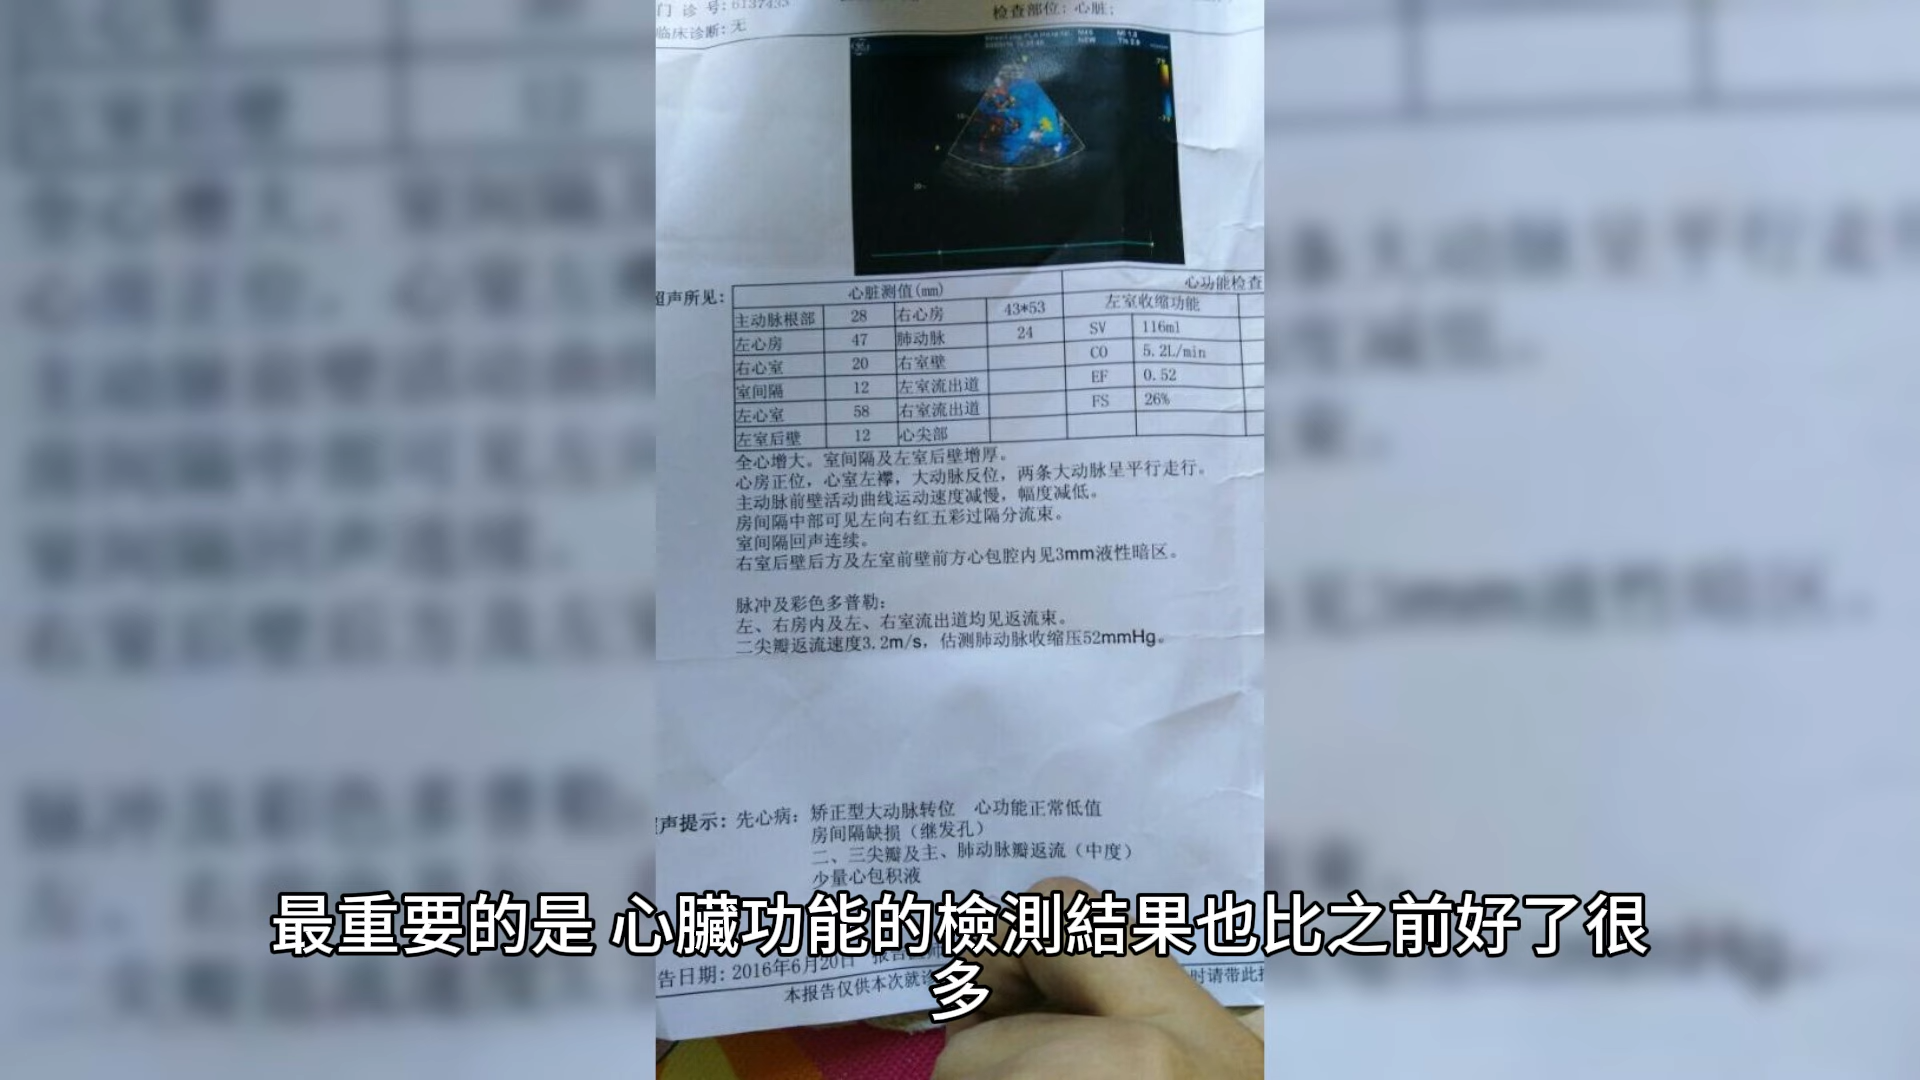 门 诊 号: 6137435
检查部位: 心脏;
临床诊断: 无
超声所见:
心脏测值(mm) 心功能检查
主动脉根部 28 右心房 43*53 左室收缩功能
左心房 47 肺动脉 24 SV 116ml
右心室 20 右室壁 CO 5.2L/min
室间隔 12 左室流出道 EF 0.52
左心室 58 右室流出道 FS 26%
左室后壁 12 心尖部
全心增大。室间隔及左室后壁增厚。
心房正位，心室左襻，大动脉反位，两条大动脉呈平行走行。
主动脉前壁活动曲线运动速度减慢，幅度减低。
房间隔中部可见左向右红五彩过隔分流束。
室间隔回声连续。
右室后壁后方及左室前壁前方心包腔内见3mm液性暗区。
脉冲及彩色多普勒:
左、右房内及左、右室流出道均见返流束。
二尖瓣返流速度3.2m/s，估测肺动脉收缩压52mmHg。
声提示: 先心病: 矫正型大动脉转位 心功能正常低值
房间隔缺损（继发孔）
二、三尖瓣及主、肺动脉瓣返流（中度）
少量心包积液
最重要的是 心臟功能的檢測結果也比之前好了很
多
告日期: 2016年6月20日 报告医师
本报告仅供本次就诊 时请带此报